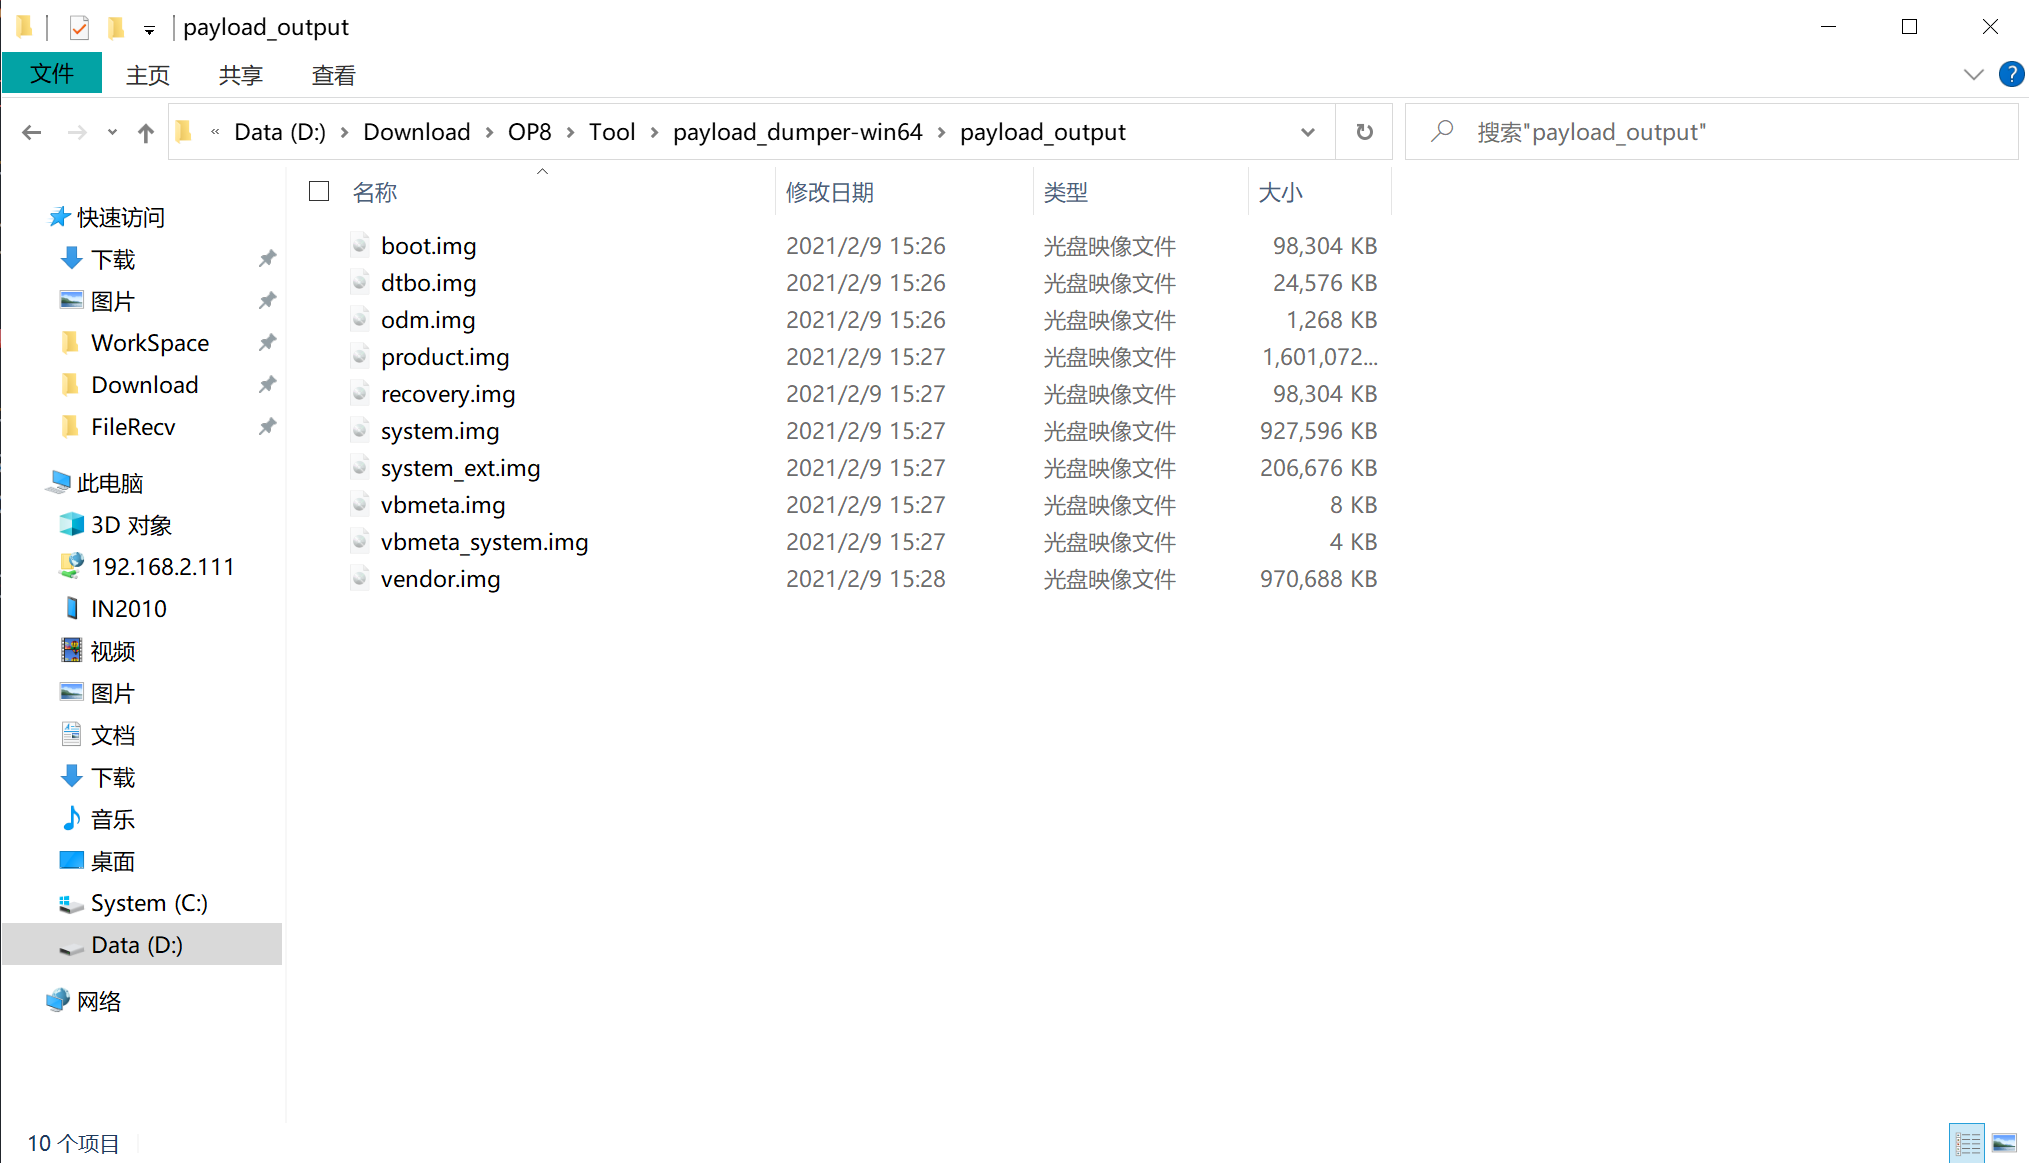 payload_output
文件 主页 共享 查看
« Data (D:) › Download › OP8 › Tool › payload_dumper-win64 › payload_output
搜索"payload_output"
快速访问
下载
图片
WorkSpace
Download
FileRecv
此电脑
3D 对象
192.168.2.111
IN2010
视频
图片
文档
下载
音乐
桌面
System (C:)
Data (D:)
网络
名称 修改日期 类型 大小
boot.img 2021/2/9 15:26 光盘映像文件 98,304 KB
dtbo.img 2021/2/9 15:26 光盘映像文件 24,576 KB
odm.img 2021/2/9 15:26 光盘映像文件 1,268 KB
product.img 2021/2/9 15:27 光盘映像文件 1,601,072...
recovery.img 2021/2/9 15:27 光盘映像文件 98,304 KB
system.img 2021/2/9 15:27 光盘映像文件 927,596 KB
system_ext.img 2021/2/9 15:27 光盘映像文件 206,676 KB
vbmeta.img 2021/2/9 15:27 光盘映像文件 8 KB
vbmeta_system.img 2021/2/9 15:27 光盘映像文件 4 KB
vendor.img 2021/2/9 15:28 光盘映像文件 970,688 KB
10 个项目